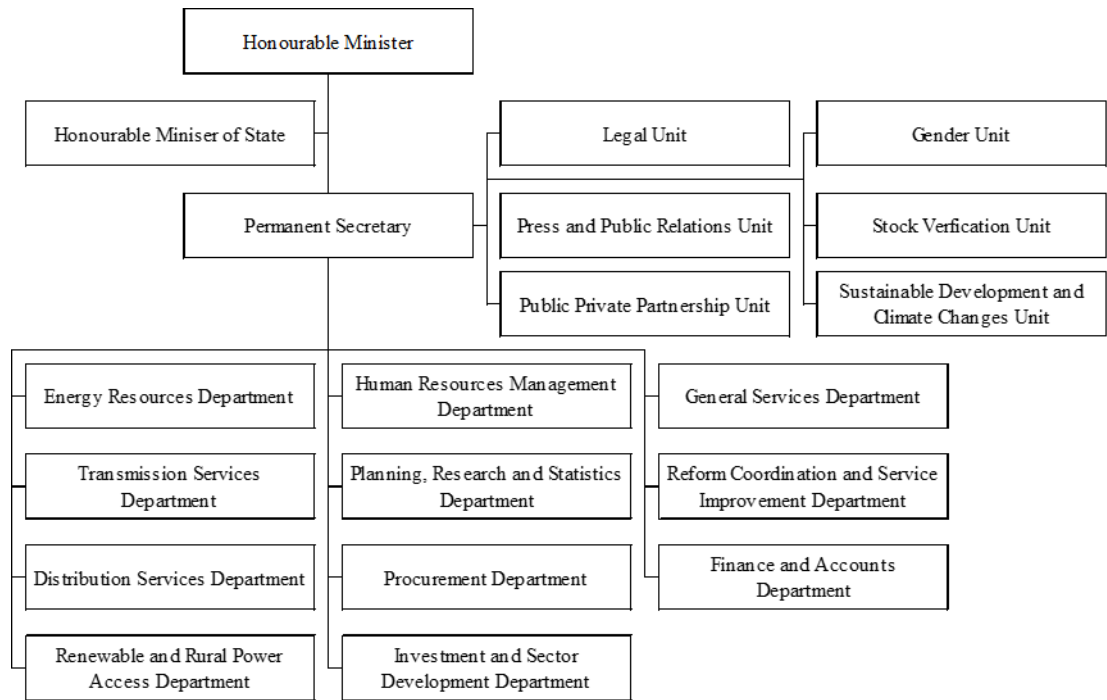 Honourable Minister
Honourable Miniser of State
Legal Unit
Gender Unit
Permanent Secretary
Press and Public Relations Unit
Stock Verfication Unit
Public Private Partnership Unit
Sustainable Development and
Climate Changes Unit
Energy Resources Department
Human Resources Management
Department
General Services Department
Transmission Services
Department
Planning, Research and Statistics
Department
Reform Coordination and Service
Improvement Department
Distribution Services Department
Procurement Department
Finance and Accounts
Department
Renewable and Rural Power
Access Department
Investment and Sector
Development Department